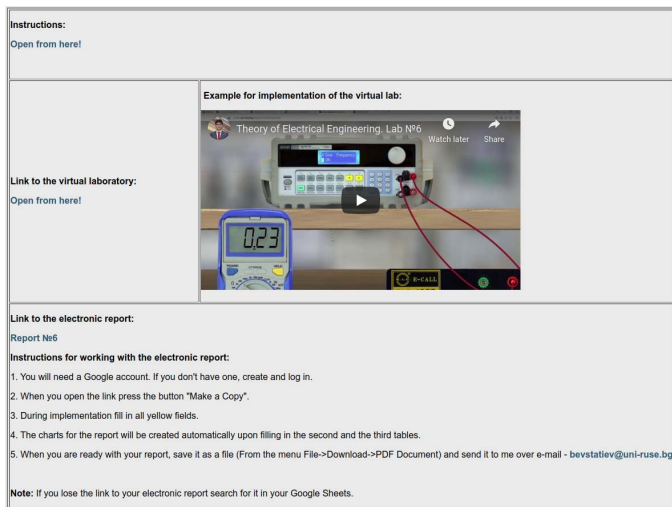 Instructions:
Open from here!
Example for implementation of the virtual lab:
Theory of Electrical Engineering. Lab №6
Watch later
Share
0.23
E-CALL
Link to the virtual laboratory:
Open from here!
Link to the electronic report:
Report №6
Instructions for working with the electronic report:
1. You will need a Google account. If you don't have one, create and log in.
2. When you open the link press the button "Make a Copy".
3. During implementation fill in all yellow fields.
4. The charts for the report will be created automatically upon filling in the second and the third tables.
5. When you are ready with your report, save it as a file (From the menu File->Download->PDF Document) and send it to me over e-mail - bevstatiev@uni-ruse.bg
Note: If you lose the link to your electronic report search for it in your Google Sheets.